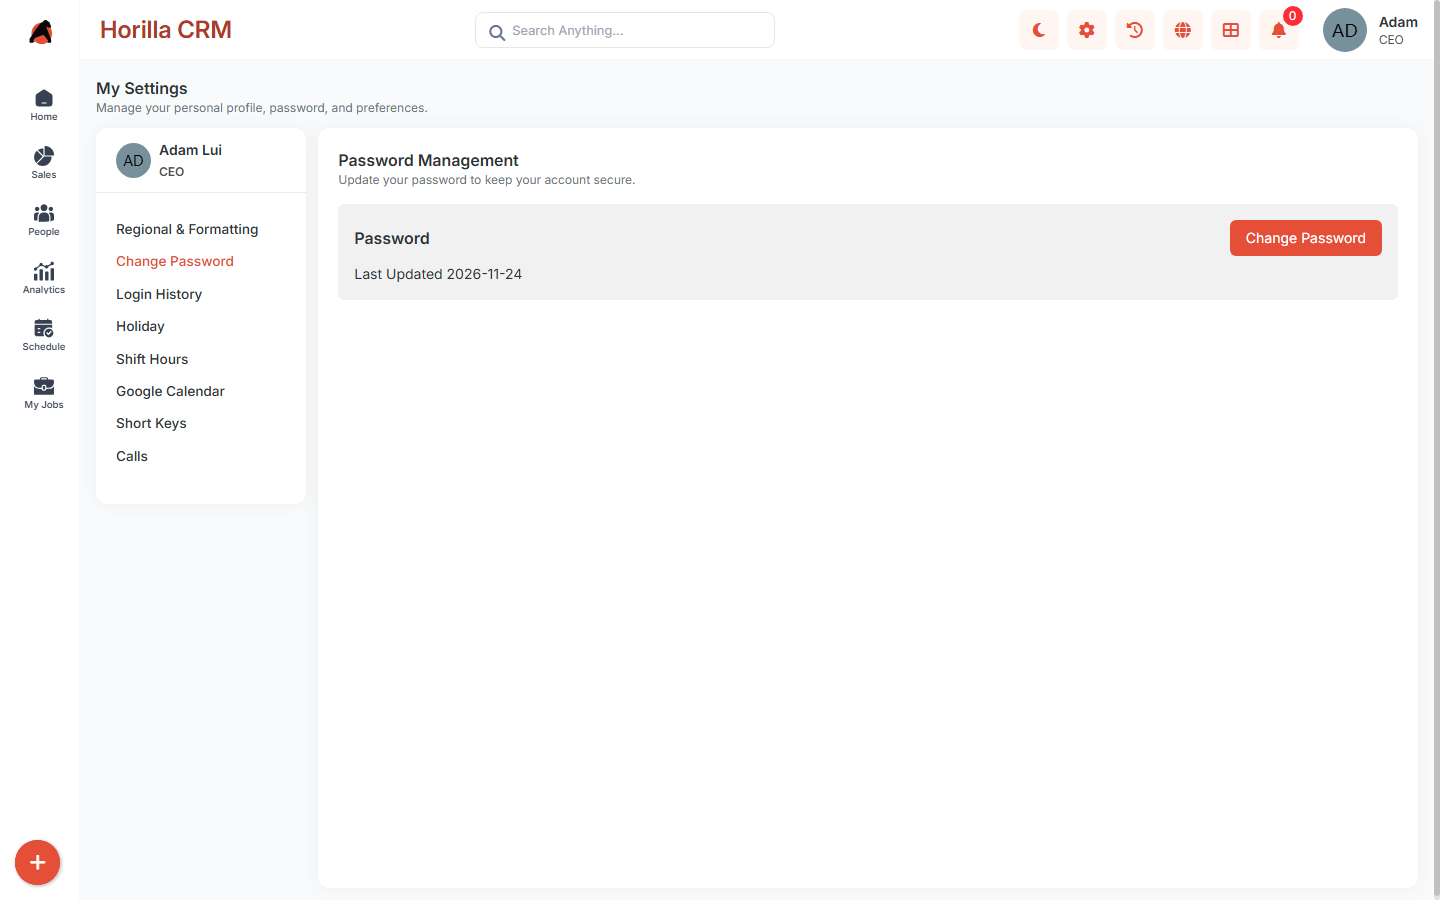 Horilla CRM
Search Anything...
0
AD
Adam
CEO
Home
Sales
People
Analytics
Schedule
My Jobs
My Settings
Manage your personal profile, password, and preferences.
AD
Adam Lui
CEO
Regional & Formatting
Change Password
Login History
Holiday
Shift Hours
Google Calendar
Short Keys
Calls
Password Management
Update your password to keep your account secure.
Password
Change Password
Last Updated 2026-11-24